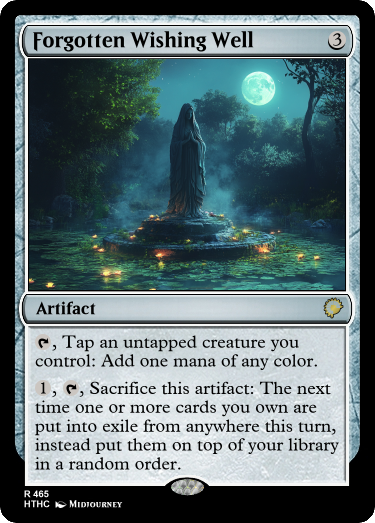 Forgotten Wishing Well 3
Artifact
, Tap an untapped creature you
control: Add one mana of any color.
1, , Sacrifice this artifact: The next
time one or more cards you own are
put into exile from anywhere this turn,
instead put them on top of your library
in a random order.
R 465
HTHC Midjourney